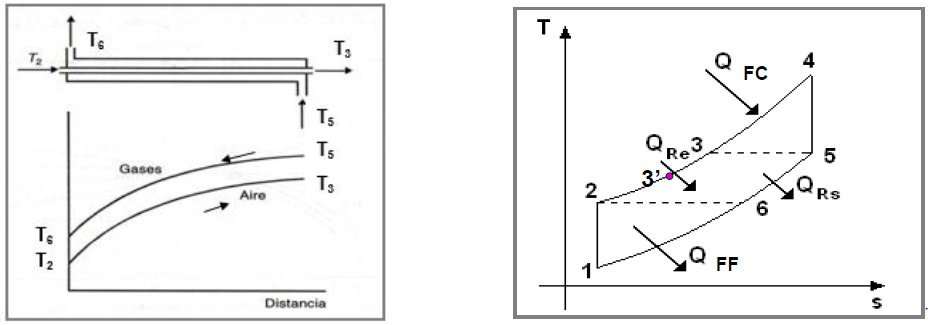 T6
T2
T3
T5
Gases
T5
Aire
T3
T6
T2
Distancia
T
Q FC
4
Q Re
3
3’
5
Q Rs
2
6
1
Q FF
s